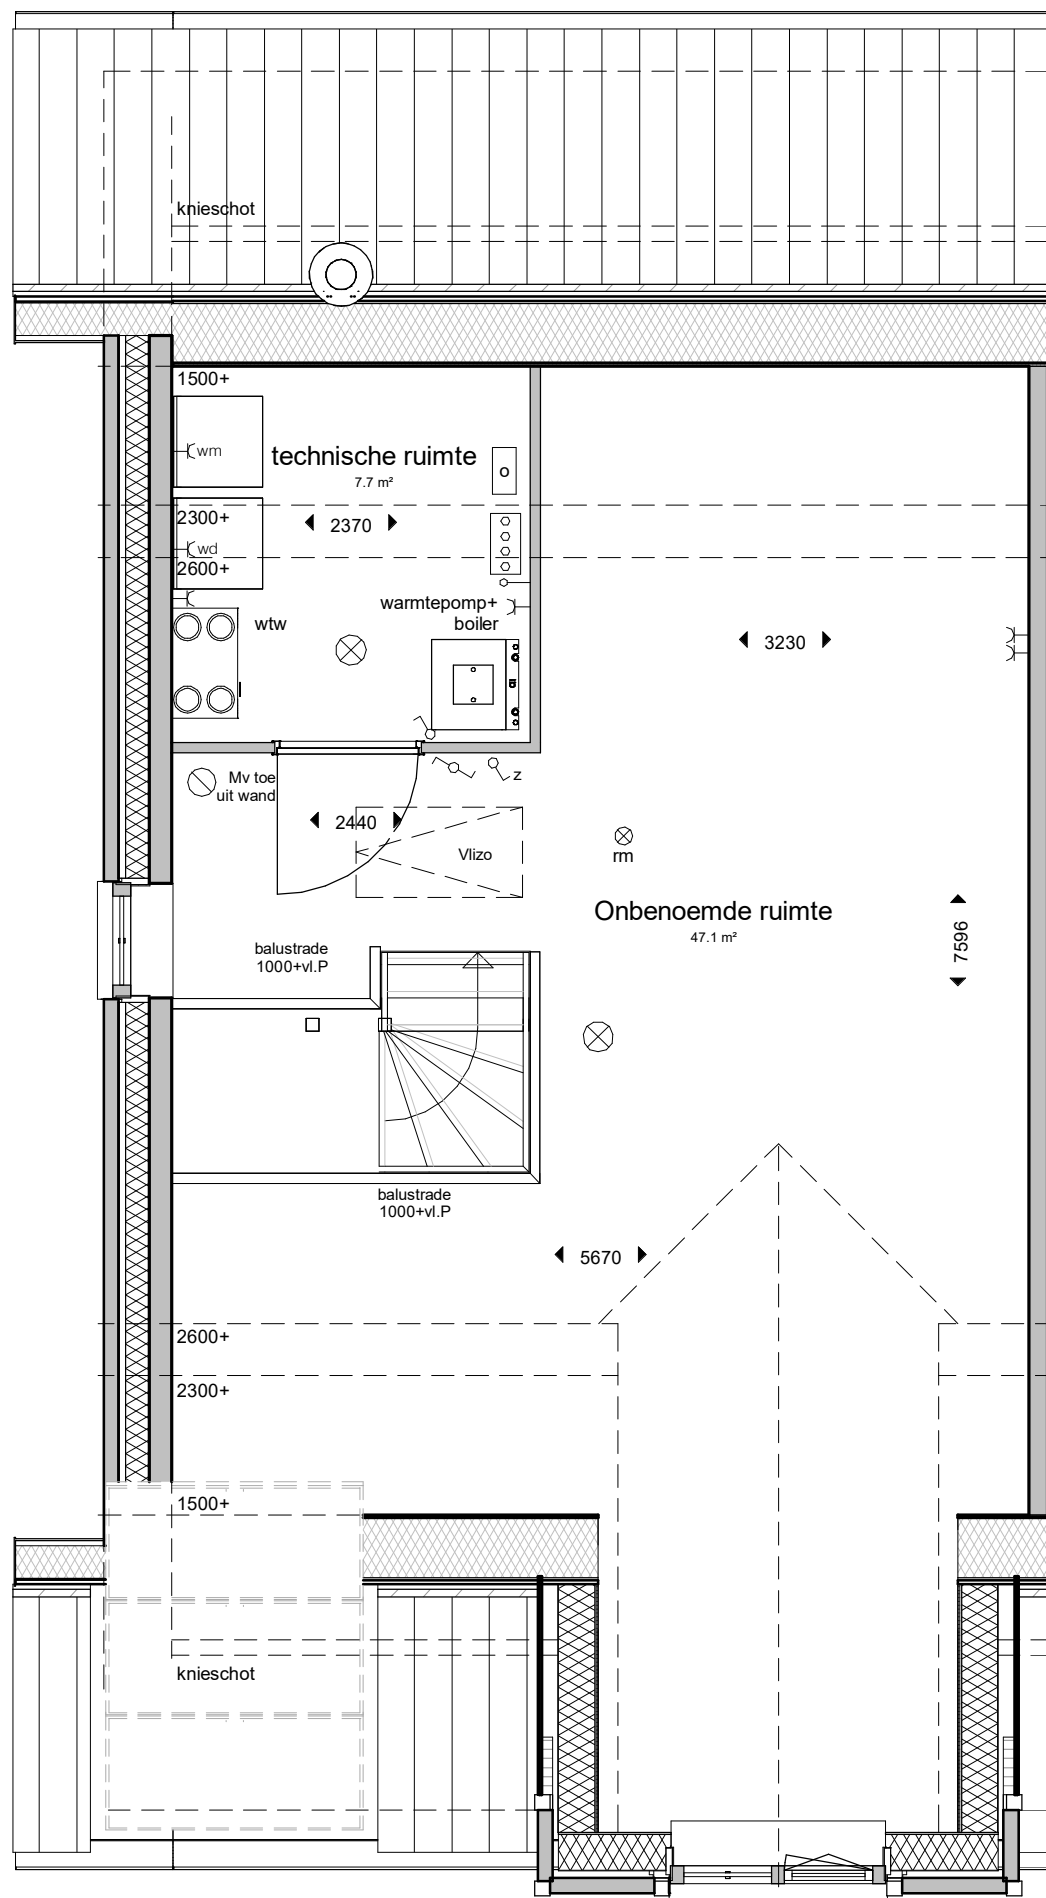 knieschot
1500+
wm
technische ruimte
7.7 m²
2300+
2370
wd
2600+
wtw
warmtepomp+
boiler
3230
Mv toe
uit wand
z
2440
Vlizo
rm
Onbenoemde ruimte
47.1 m²
7596
balustrade
1000+vl.P
balustrade
1000+vl.P
5670
2600+
2300+
1500+
knieschot